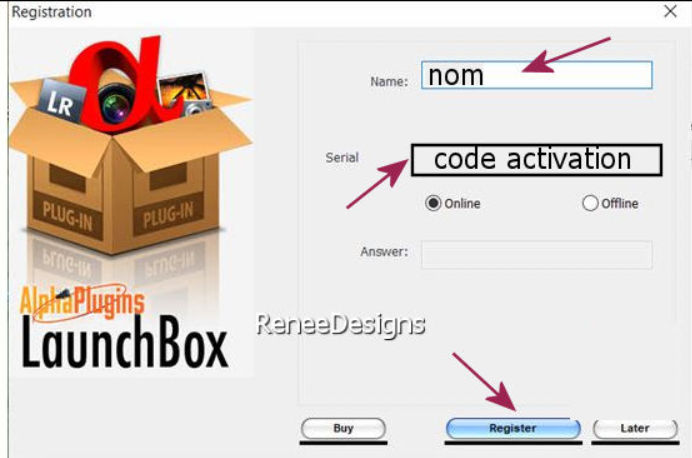 Registration
LR
PLUG-IN
PLUG-IN
AlphaPlugins
LaunchBox
Name:
nom
Serial
code activation
Online
Offline
Answer:
ReneeDesigns
Buy
Register
Later